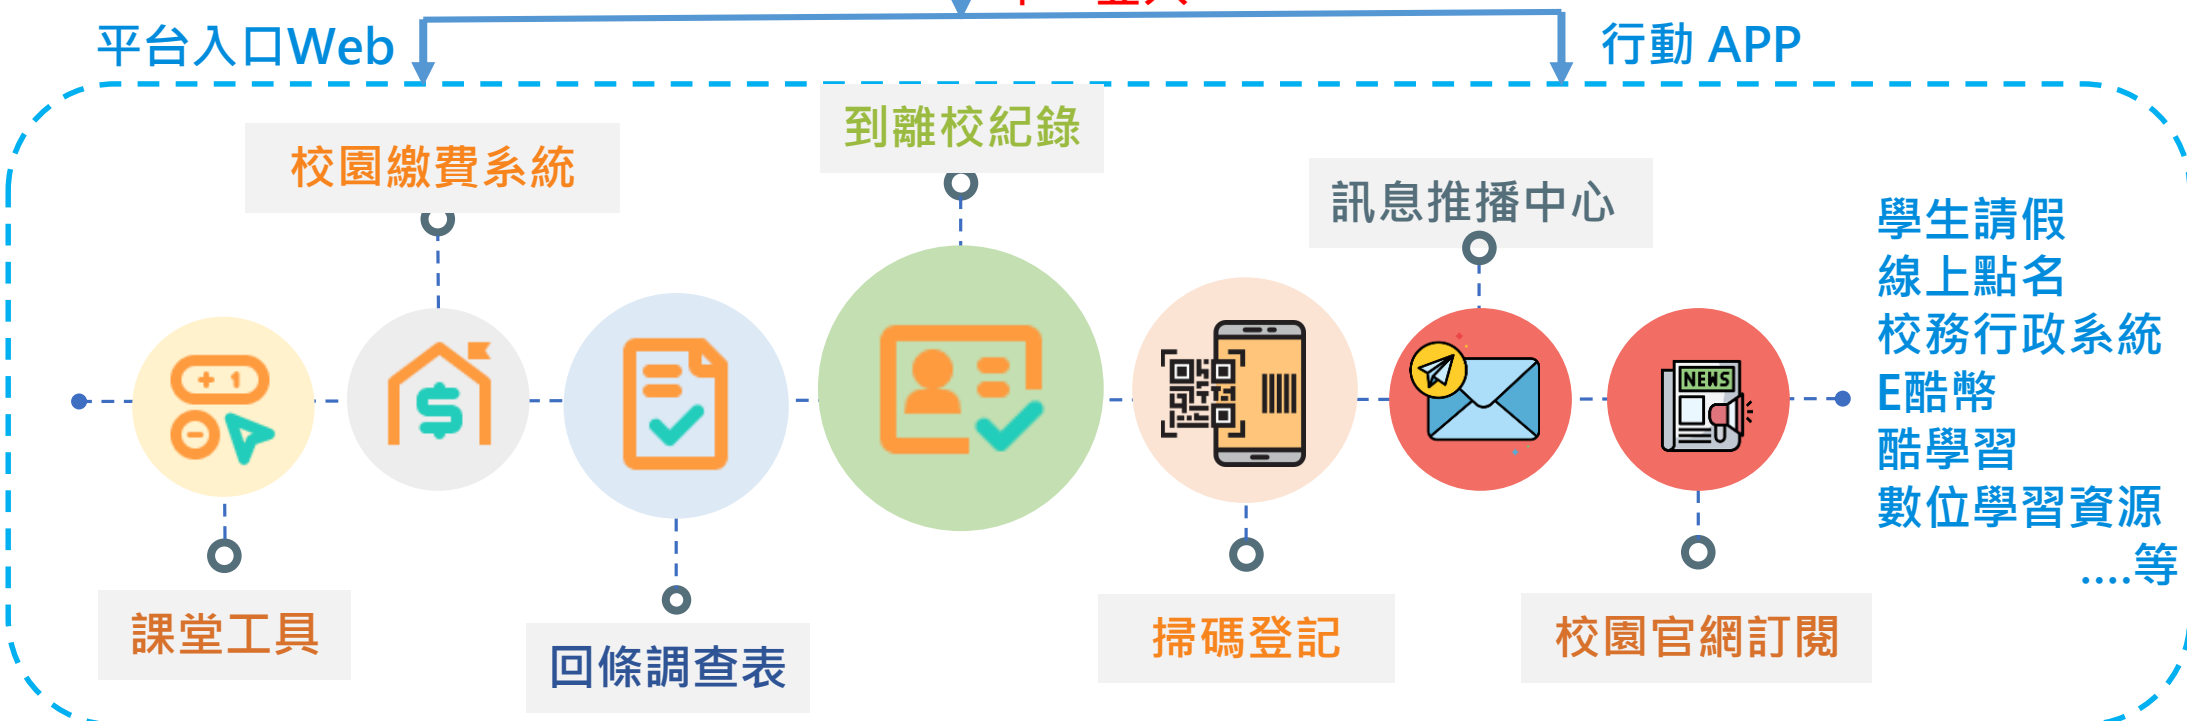 平台入口Web
行動 APP
到離校紀錄
校園繳費系統
訊息推播中心
學生請假
線上點名
校務行政系統
E酷幣
酷學習
數位學習資源
....等
+ 1
NEWS
課堂工具
回條調查表
掃碼登記
校園官網訂閱